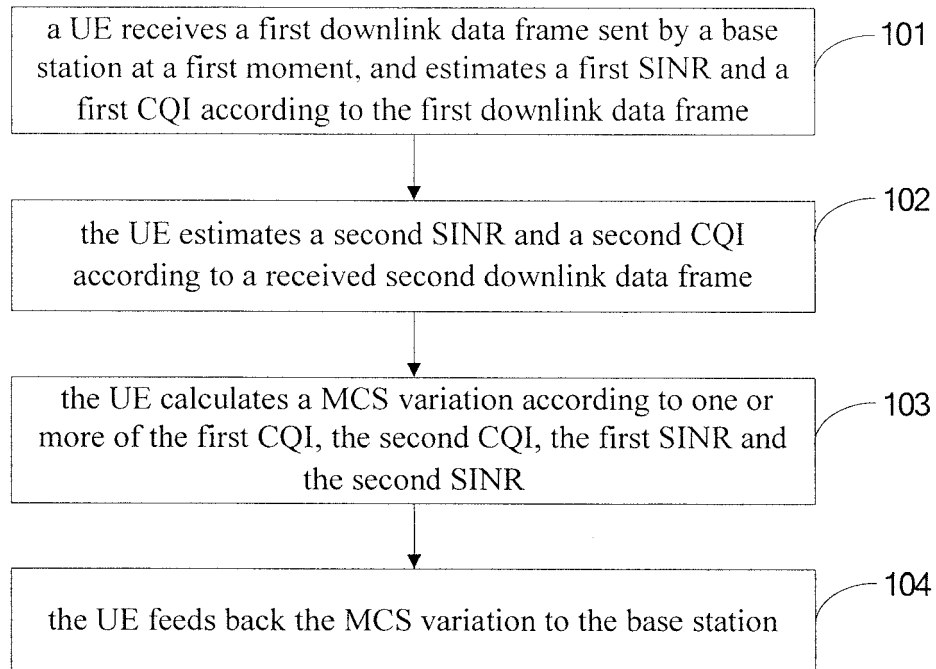 a UE receives a first downlink data frame sent by a base
station at a first moment, and estimates a first SINR and a
first CQI according to the first downlink data frame
101
the UE estimates a second SINR and a second CQI
according to a received second downlink data frame
102
the UE calculates a MCS variation according to one or
more of the first CQI, the second CQI, the first SINR and
the second SINR
103
the UE feeds back the MCS variation to the base station
104